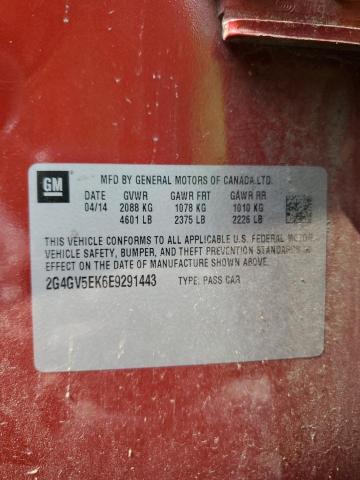 GM
MFD BY GENERAL MOTORS OF CANADA LTD.
DATE GVWR GAWR FRT GAWR RR
04/14 2088 KG 1078 KG 1010 KG
4601 LB 2375 LB 2226 LB
THIS VEHICLE CONFORMS TO ALL APPLICABLE U.S. FEDERAL MOTOR
VEHICLE SAFETY, BUMPER, AND THEFT PREVENTION STANDARDS IN
EFFECT ON THE DATE OF MANUFACTURE SHOWN ABOVE.
2G4GV5EK6E9291443 TYPE: PASS CAR